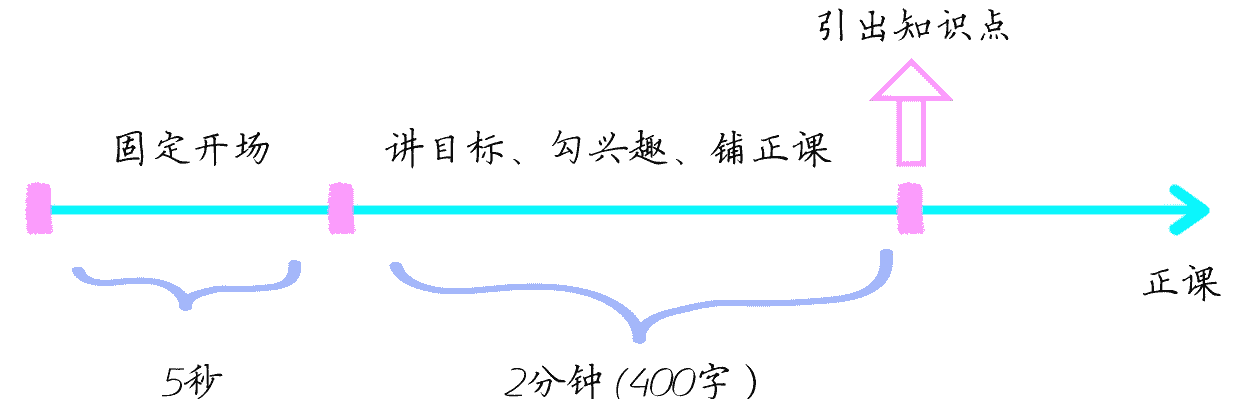 引出知识点
固定开场
讲目标、勾兴趣、铺正课
正课
5秒
2分钟(400字)